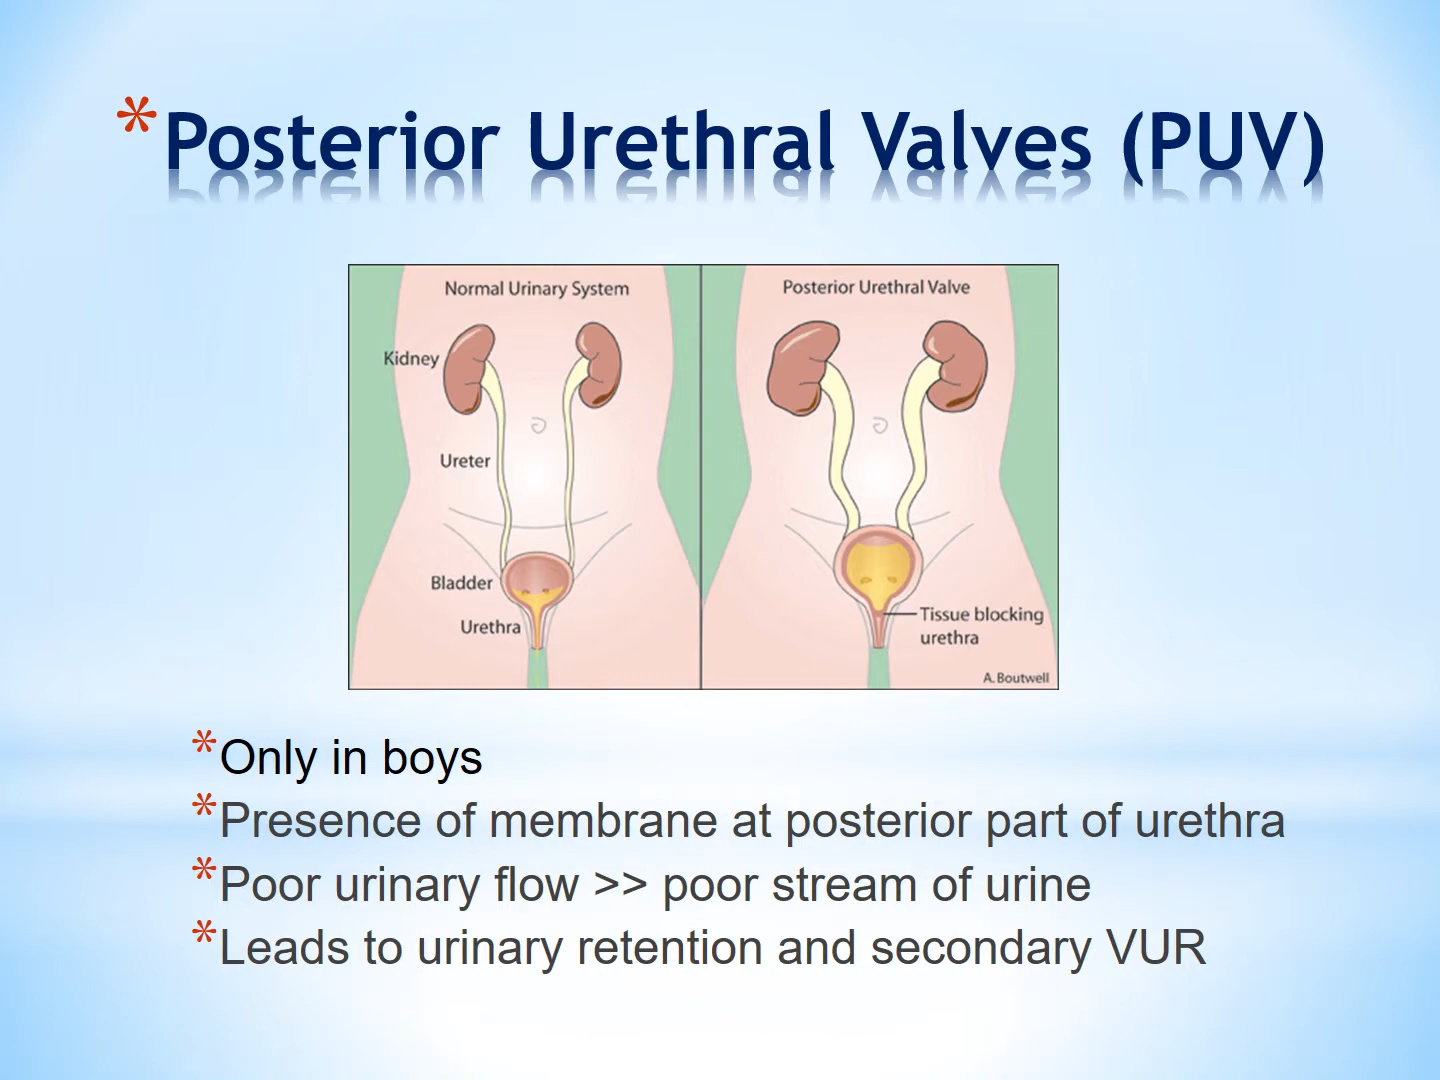 * Posterior Urethral Valves (PUV)
Normal Urinary System
Kidney
Ureter
Bladder
Urethra
Posterior Urethral Valve
Tissue blocking
urethra
A. Boutwell
* Only in boys
* Presence of membrane at posterior part of urethra
* Poor urinary flow >> poor stream of urine
* Leads to urinary retention and secondary VUR